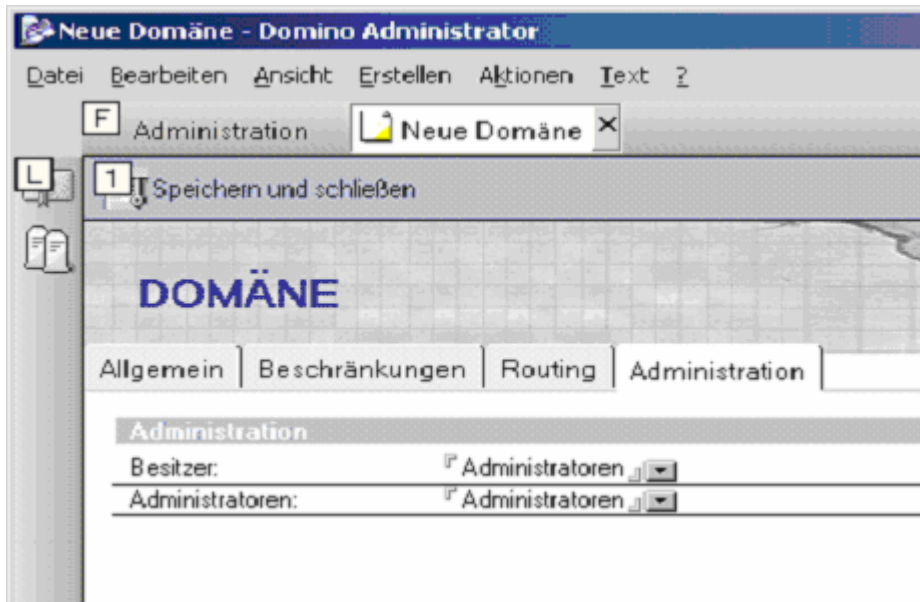 Neue Domäne - Domino Administrator
Datei Bearbeiten Ansicht Erstellen Aktionen Text ?
F Administration Neue Domäne
L 1 Speichern und schließen
DOMÄNE
Allgemein Beschränkungen Routing Administration
Administration
Besitzer: Administratoren
Administratoren: Administratoren